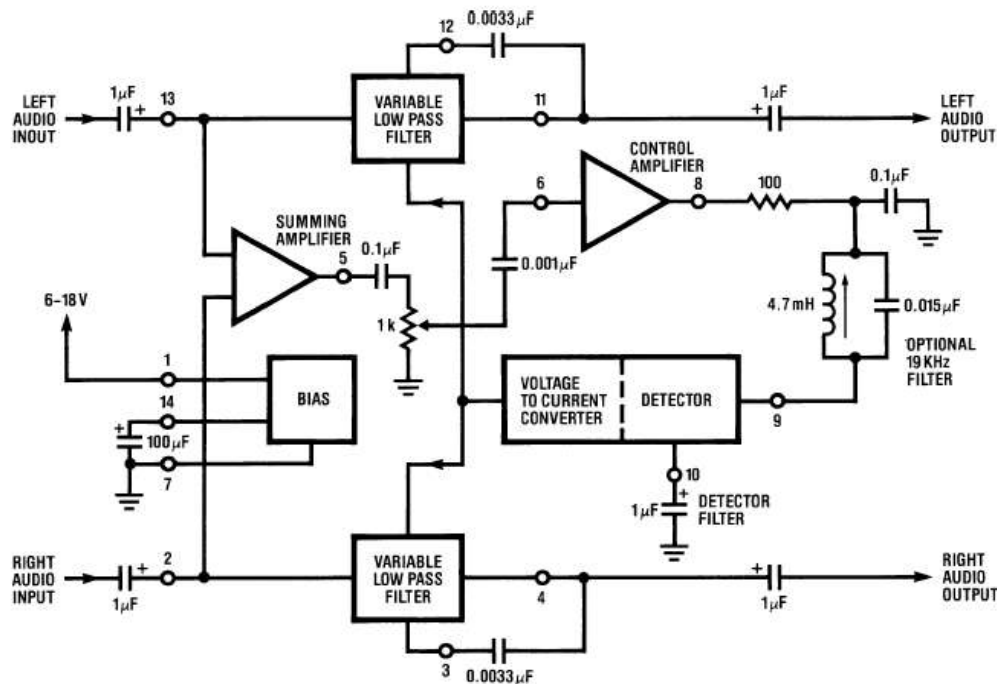 0.0033μF
12
1μF
+
13
LEFT
AUDIO
INOUT
VARIABLE
LOW PASS
FILTER
11
1μF
+
LEFT
AUDIO
OUTPUT
CONTROL
AMPLIFIER
6
8
100
0.1μF
SUMMING
AMPLIFIER
5
0.1μF
0.001μF
1k
4.7mH
0.015μF
OPTIONAL
19KHz
FILTER
6–18V
1
14
+
100μF
7
BIAS
VOLTAGE
TO CURRENT
CONVERTER
DETECTOR
9
10
+
1μF
DETECTOR
FILTER
RIGHT
AUDIO
INPUT
+
1μF
2
VARIABLE
LOW PASS
FILTER
4
+
1μF
RIGHT
AUDIO
OUTPUT
3
0.0033μF